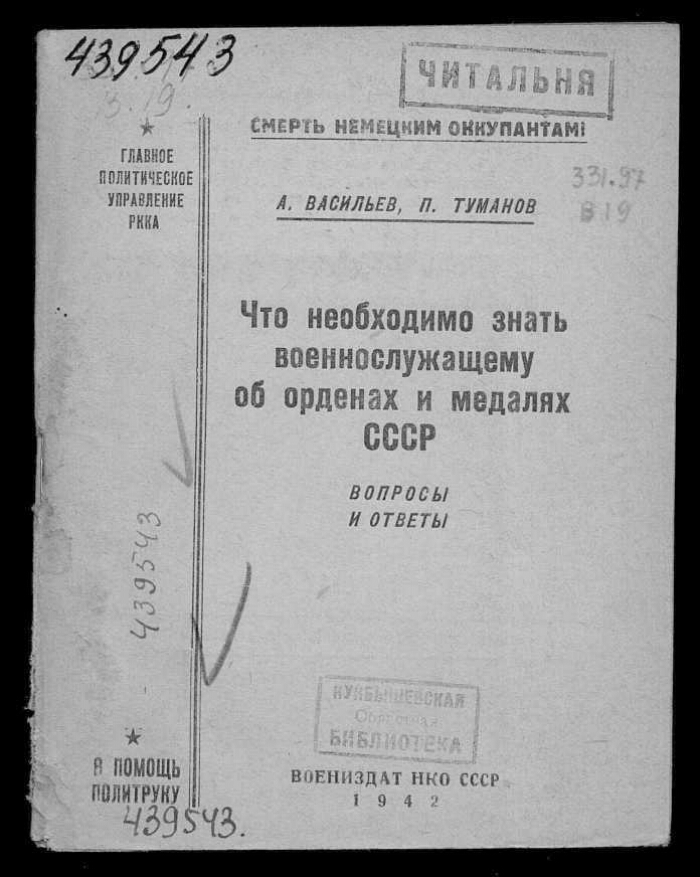 439543
ЧИТАЛЬНЯ
СМЕРТЬ НЕМЕЦКИМ ОККУПАНТАМ!
ГЛАВНОЕ
ПОЛИТИЧЕСКОЕ
УПРАВЛЕНИЕ
РККА
331.97
В19
А. ВАСИЛЬЕВ, П. ТУМАНОВ
Что необходимо знать
военнослужащему
об орденах и медалях
СССР
ВОПРОСЫ
И ОТВЕТЫ
439543
КУЙБЫШЕВСКАЯ
Областная
БИБЛИОТЕКА
В ПОМОЩЬ
ПОЛИТРУКУ
439543.
ВОЕНИЗДАТ НКО СССР
1942